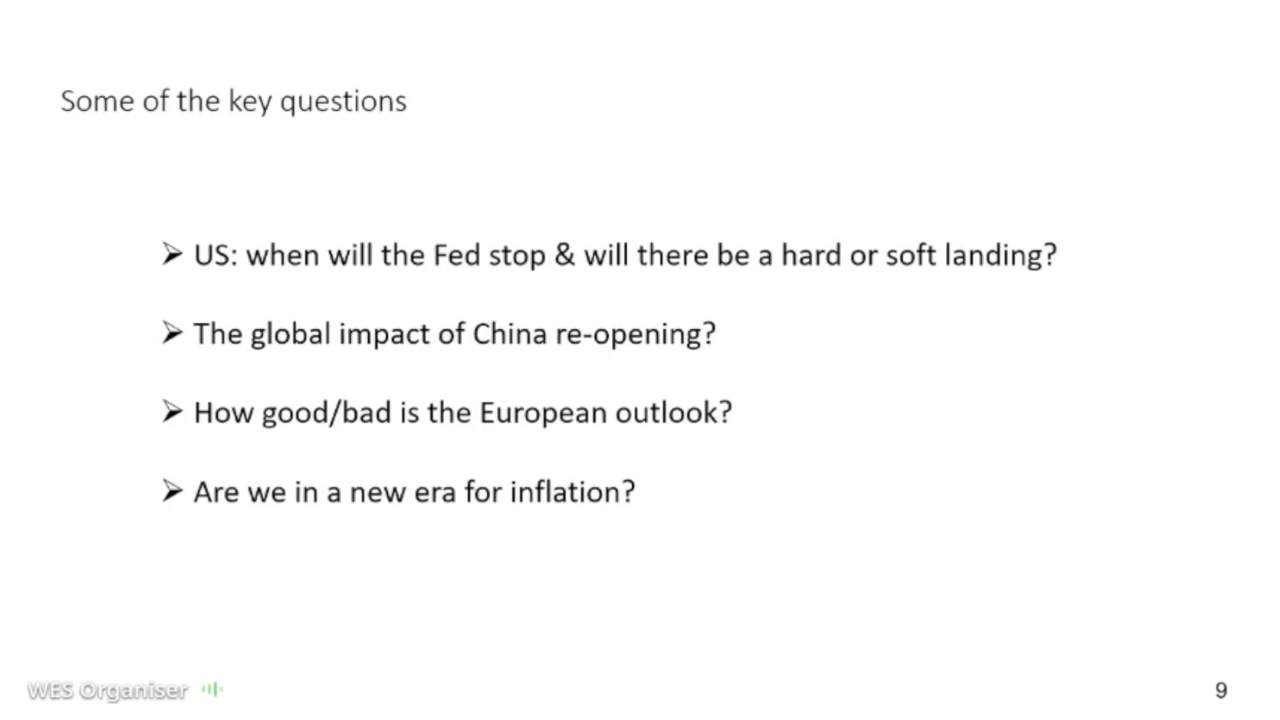 Some of the key questions
➢ US: when will the Fed stop & will there be a hard or soft landing?
➢ The global impact of China re-opening?
➢ How good/bad is the European outlook?
➢ Are we in a new era for inflation?
WES Organiser
9